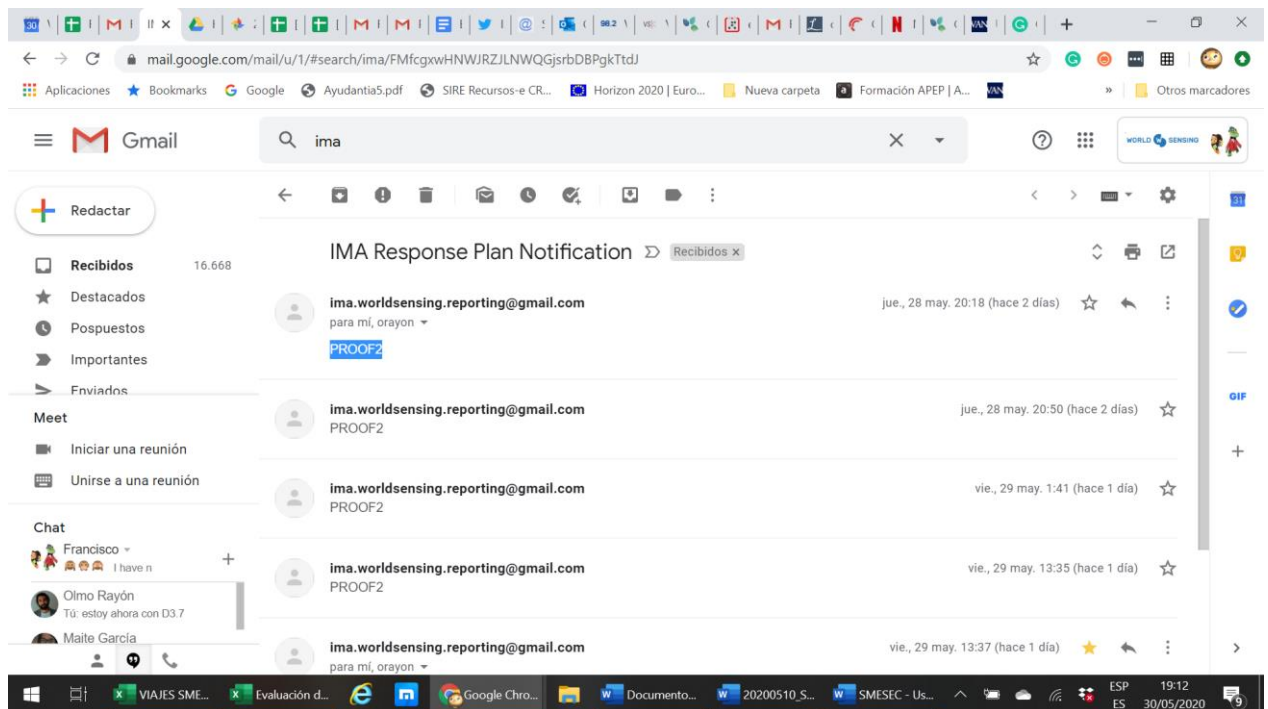 mail.google.com/mail/u/1/#search/ima/FMfcgxwHNWJRZJLNWQGjsrbDBPgkTtdJ
Aplicaciones Bookmarks Google Ayudantia5.pdf SIRE Recursos-e CR... Horizon 2020 | Euro... Nueva carpeta Formación APEP | A... » Otros marcadores
Gmail
ima
WORLD SENSING
Redactar
IMA Response Plan Notification Recibidos x
Recibidos 16.668
Destacados
Pospuestos
Importantes
Enviados
ima.worldsensing.reporting@gmail.com jue., 28 may. 20:18 (hace 2 días)
para mí, orayon
PROOF2
ima.worldsensing.reporting@gmail.com jue., 28 may. 20:50 (hace 2 días)
PROOF2
ima.worldsensing.reporting@gmail.com vie., 29 may. 1:41 (hace 1 día)
PROOF2
ima.worldsensing.reporting@gmail.com vie., 29 may. 13:35 (hace 1 día)
PROOF2
ima.worldsensing.reporting@gmail.com vie., 29 may. 13:37 (hace 1 día)
para mí, orayon
Meet
Iniciar una reunión
Unirse a una reunión
Chat
Francisco
I have n
Olmo Rayón
Tú: estoy ahora con D3.7
Maite García
31
GIF
VIAJES SME... Evaluación d... Google Chro... Documento... 20200510_S... SMESEC - Us... ESP 19:12
ES 30/05/2020